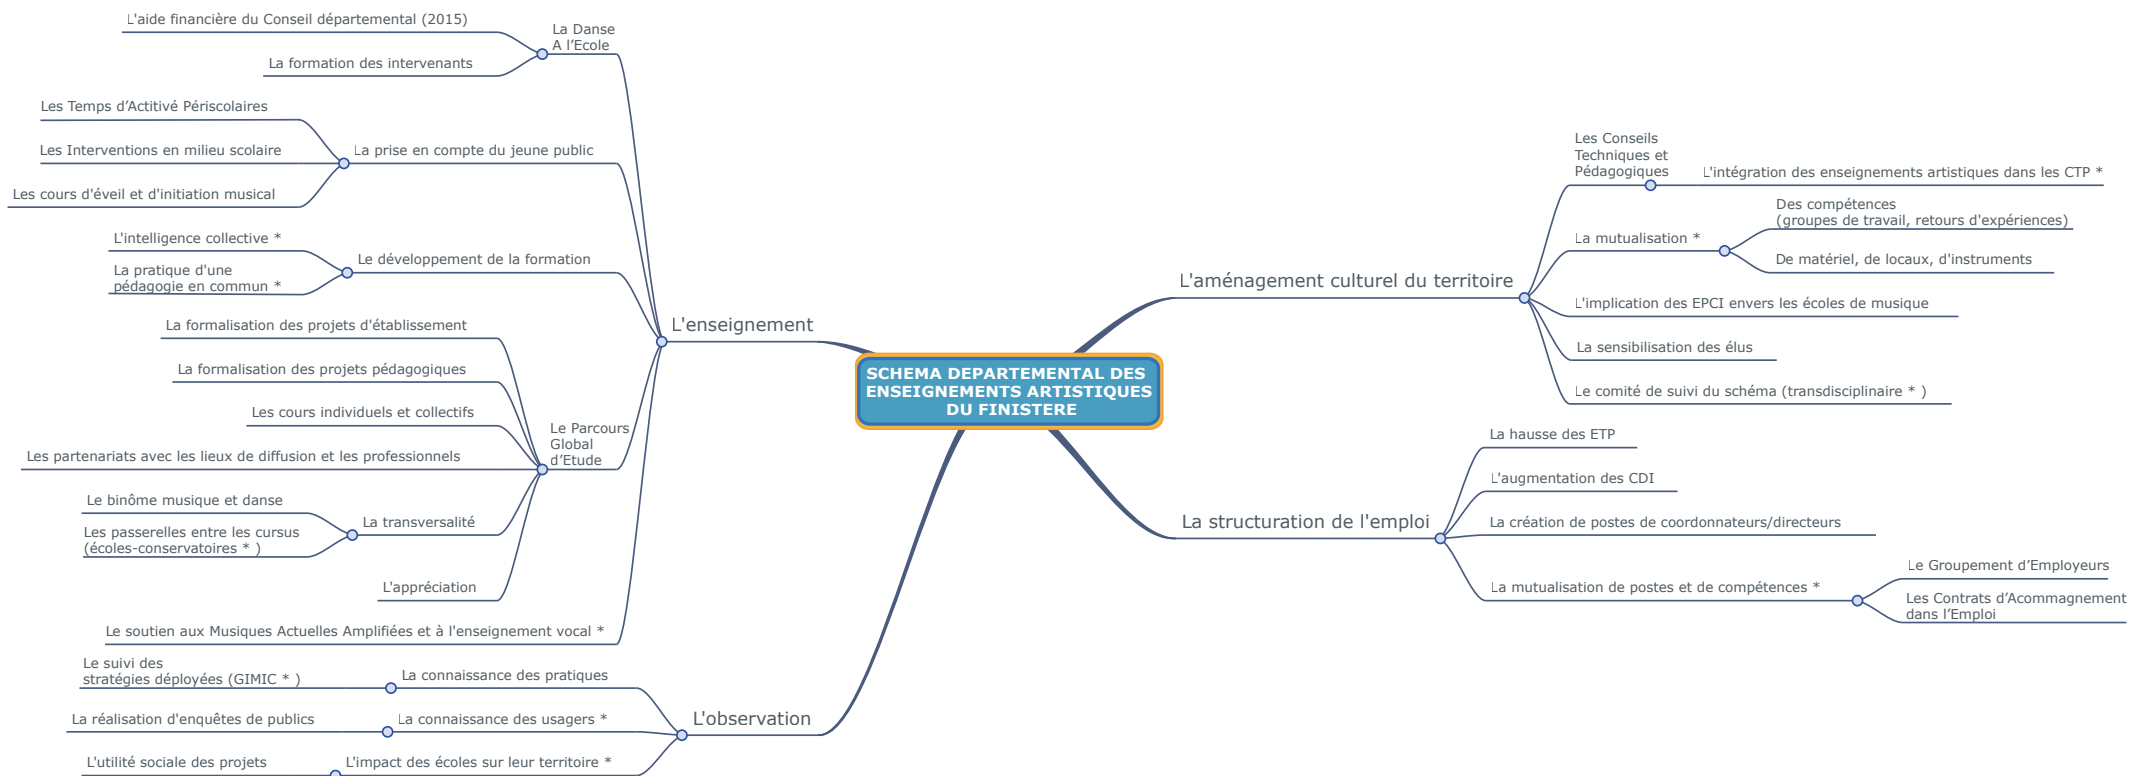 L'aide financière du Conseil départemental (2015)
La Danse
A l’Ecole
La formation des intervenants
Les Temps d’Actitivé Périscolaires
Les Interventions en milieu scolaire
La prise en compte du jeune public
Les cours d'éveil et d'initiation musical
L'intelligence collective *
La pratique d'une
pédagogie en commun *
Le développement de la formation
L'enseignement
La formalisation des projets d'établissement
La formalisation des projets pédagogiques
Les cours individuels et collectifs
Les partenariats avec les lieux de diffusion et les professionnels
Le Parcours
Global
d’Etude
Le binôme musique et danse
Les passerelles entre les cursus
(écoles-conservatoires * )
La transversalité
L'appréciation
Le soutien aux Musiques Actuelles Amplifiées et à l'enseignement vocal *
Le suivi des
stratégies déployées (GIMIC * )
La connaissance des pratiques
La réalisation d'enquêtes de publics
La connaissance des usagers *
L'observation
L'utilité sociale des projets
L'impact des écoles sur leur territoire *
SCHEMA DEPARTEMENTAL DES
ENSEIGNEMENTS ARTISTIQUES
DU FINISTERE
L'aménagement culturel du territoire
Les Conseils
Techniques et
Pédagogiques
L'intégration des enseignements artistiques dans les CTP *
La mutualisation *
Des compétences
(groupes de travail, retours d'expériences)
De matériel, de locaux, d'instruments
L'implication des EPCI envers les écoles de musique
La sensibilisation des élus
Le comité de suivi du schéma (transdisciplinaire * )
La structuration de l'emploi
La hausse des ETP
L'augmentation des CDI
La création de postes de coordonnateurs/directeurs
La mutualisation de postes et de compétences *
Le Groupement d’Employeurs
Les Contrats d’Acommagnement
dans l’Emploi